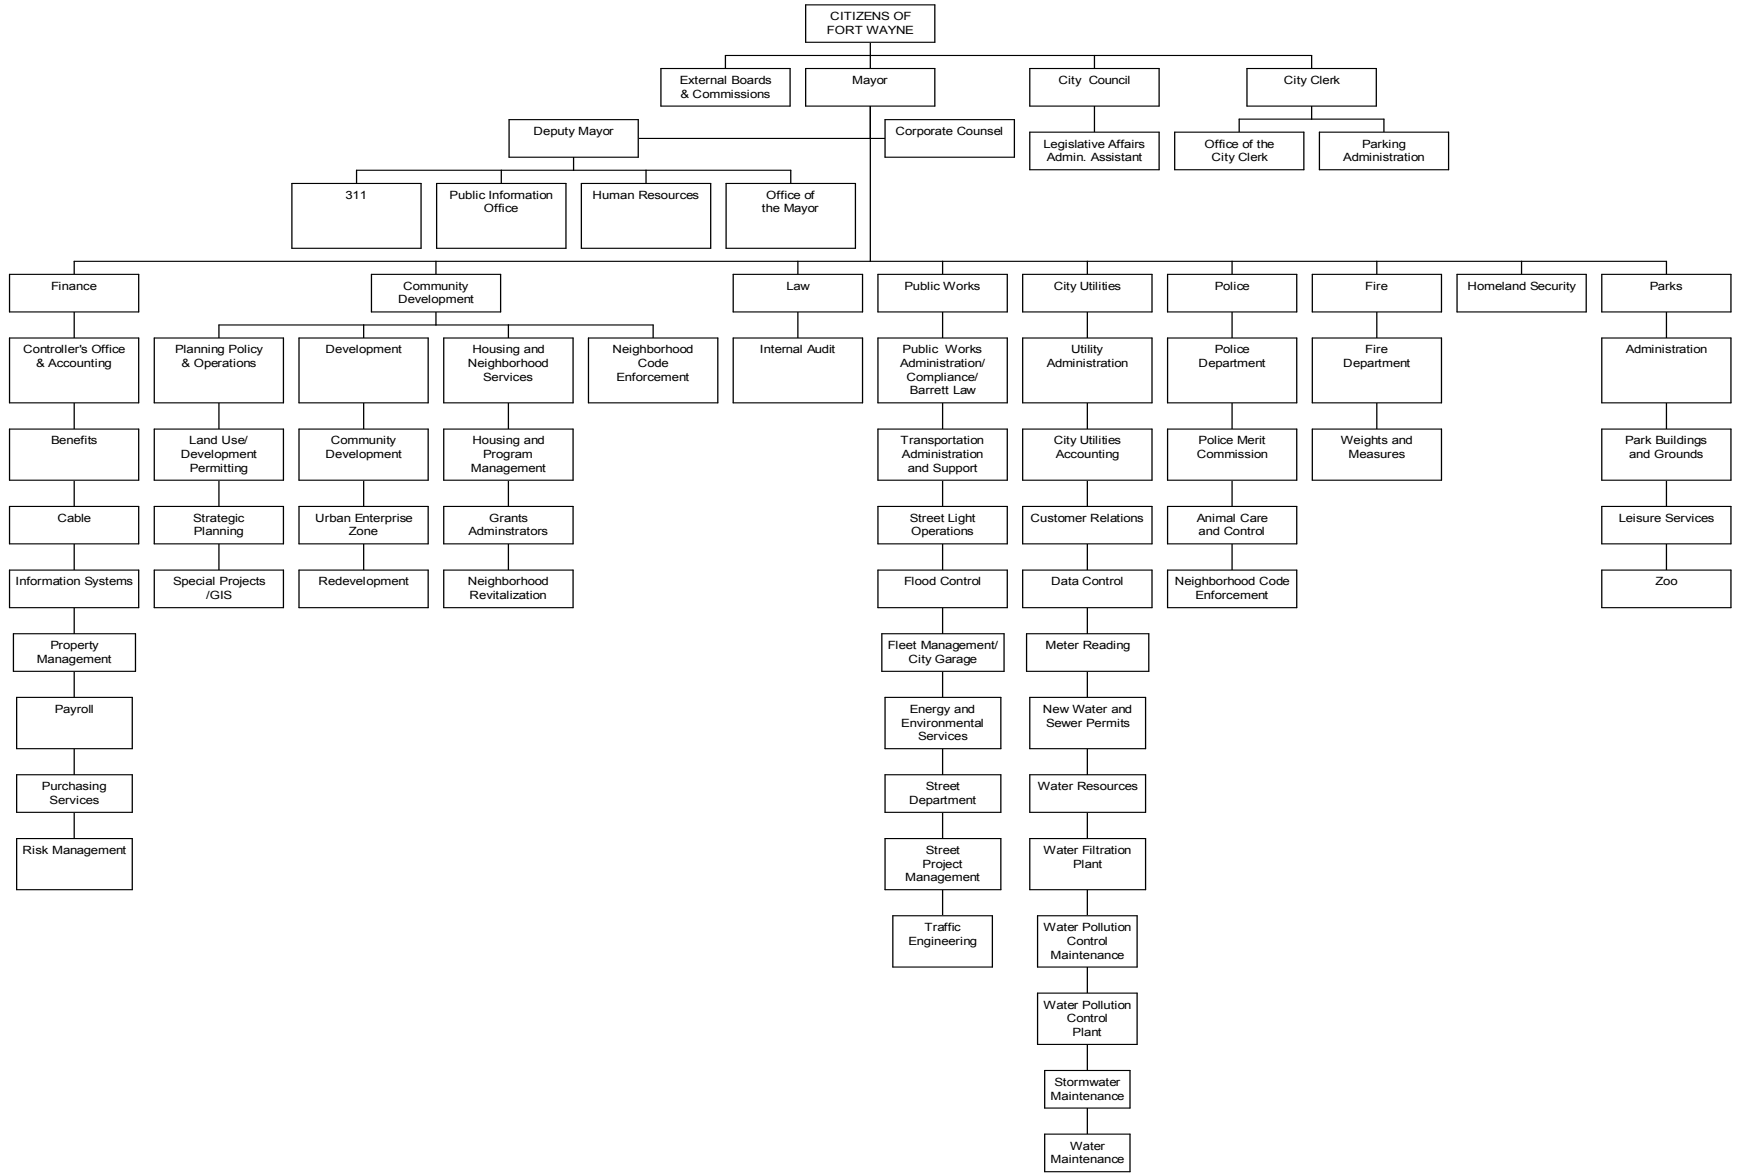 CITIZENS OF
FORT WAYNE
External Boards
& Commissions
Mayor
City Council
City Clerk
Deputy Mayor
Corporate Counsel
Legislative Affairs
Admin. Assistant
Office of the
City Clerk
Parking
Administration
311
Public Information
Office
Human Resources
Office of
the Mayor
Finance
Community
Development
Law
Public Works
City Utilities
Police
Fire
Homeland Security
Parks
Controller's Office
& Accounting
Planning Policy
& Operations
Development
Housing and
Neighborhood
Services
Neighborhood
Code
Enforcement
Internal Audit
Public Works
Administration/
Compliance/
Barrett Law
Utility
Administration
Police
Department
Fire
Department
Administration
Benefits
Land Use/
Development
Permitting
Community
Development
Housing and
Program
Management
Transportation
Administration
and Support
City Utilities
Accounting
Police Merit
Commission
Weights and
Measures
Park Buildings
and Grounds
Cable
Strategic
Planning
Urban Enterprise
Zone
Grants
Adminstrators
Street Light
Operations
Customer Relations
Animal Care
and Control
Leisure Services
Information Systems
Special Projects
/GIS
Redevelopment
Neighborhood
Revitalization
Flood Control
Data Control
Neighborhood Code
Enforcement
Zoo
Property
Management
Fleet Management/
City Garage
Meter Reading
Payroll
Energy and
Environmental
Services
New Water and
Sewer Permits
Purchasing
Services
Street
Department
Water Resources
Risk Management
Street
Project
Management
Water Filtration
Plant
Traffic
Engineering
Water Pollution
Control
Maintenance
Water Pollution
Control
Plant
Stormwater
Maintenance
Water
Maintenance